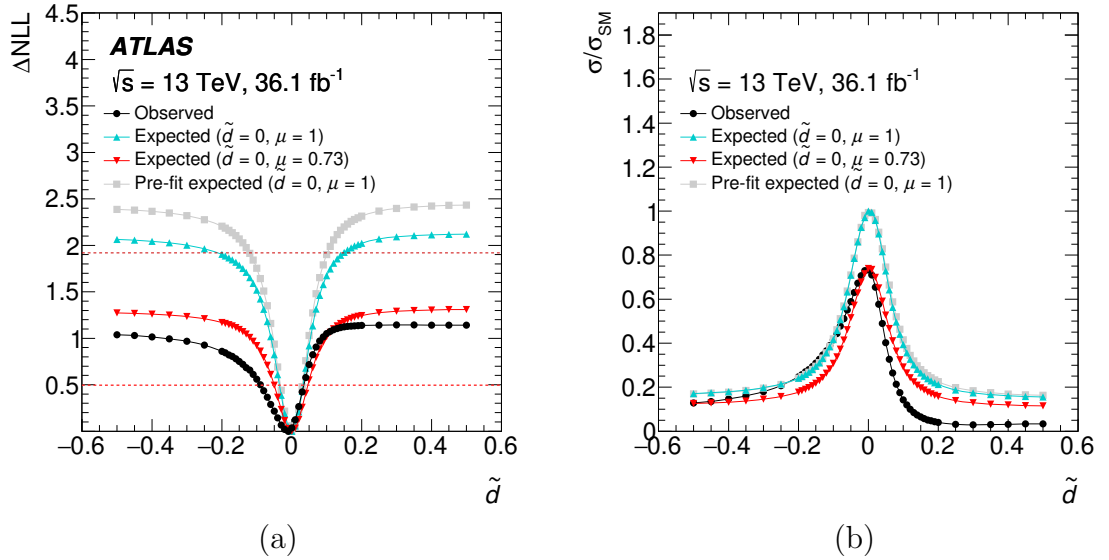 ΔNLL
4.5
4
3.5
3
2.5
2
1.5
1
0.5
ATLAS
√s = 13 TeV, 36.1 fb⁻¹
Observed
Expected (d̃ = 0, μ = 1)
Expected (d̃ = 0, μ = 0.73)
Pre-fit expected (d̃ = 0, μ = 1)
−0.6 −0.4 −0.2 0 0.2 0.4 0.6
d̃
(a)
σ/σSM
1.8
1.6
1.4
1.2
1
0.8
0.6
0.4
0.2
0
√s = 13 TeV, 36.1 fb⁻¹
Observed
Expected (d̃ = 0, μ = 1)
Expected (d̃ = 0, μ = 0.73)
Pre-fit expected (d̃ = 0, μ = 1)
−0.6 −0.4 −0.2 0 0.2 0.4 0.6
d̃
(b)